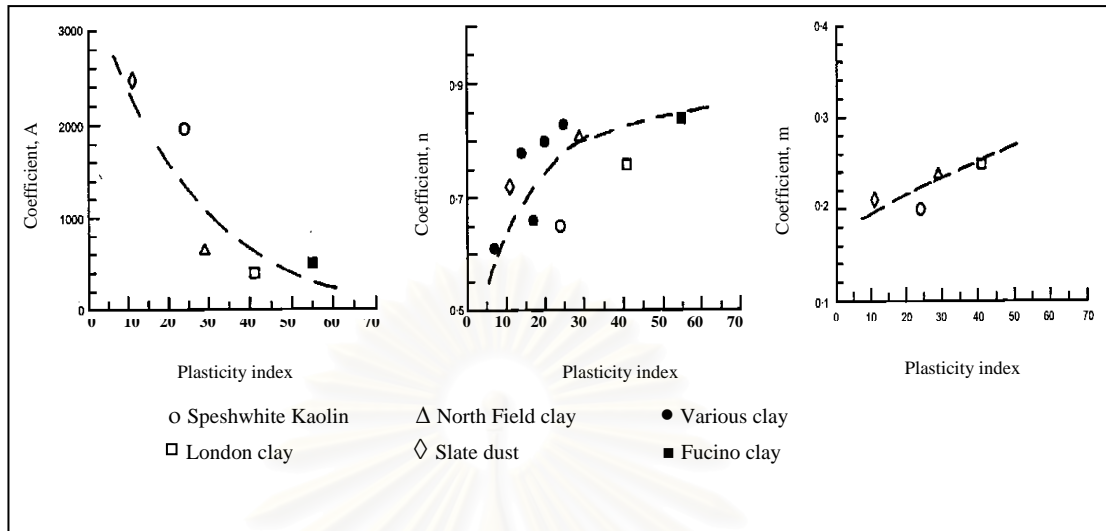 3000
2000
1000
0
Coefficient, A
0 10 20 30 40 50 60 70
Plasticity index
0·9
0·7
0·5
Coefficient, n
0 10 20 30 40 50 60 70
Plasticity index
0·4
0·3
0·2
0·1
Coefficient, m
0 10 20 30 40 50 60 70
Plasticity index
Speshwhite Kaolin
North Field clay
Various clay
London clay
Slate dust
Fucino clay